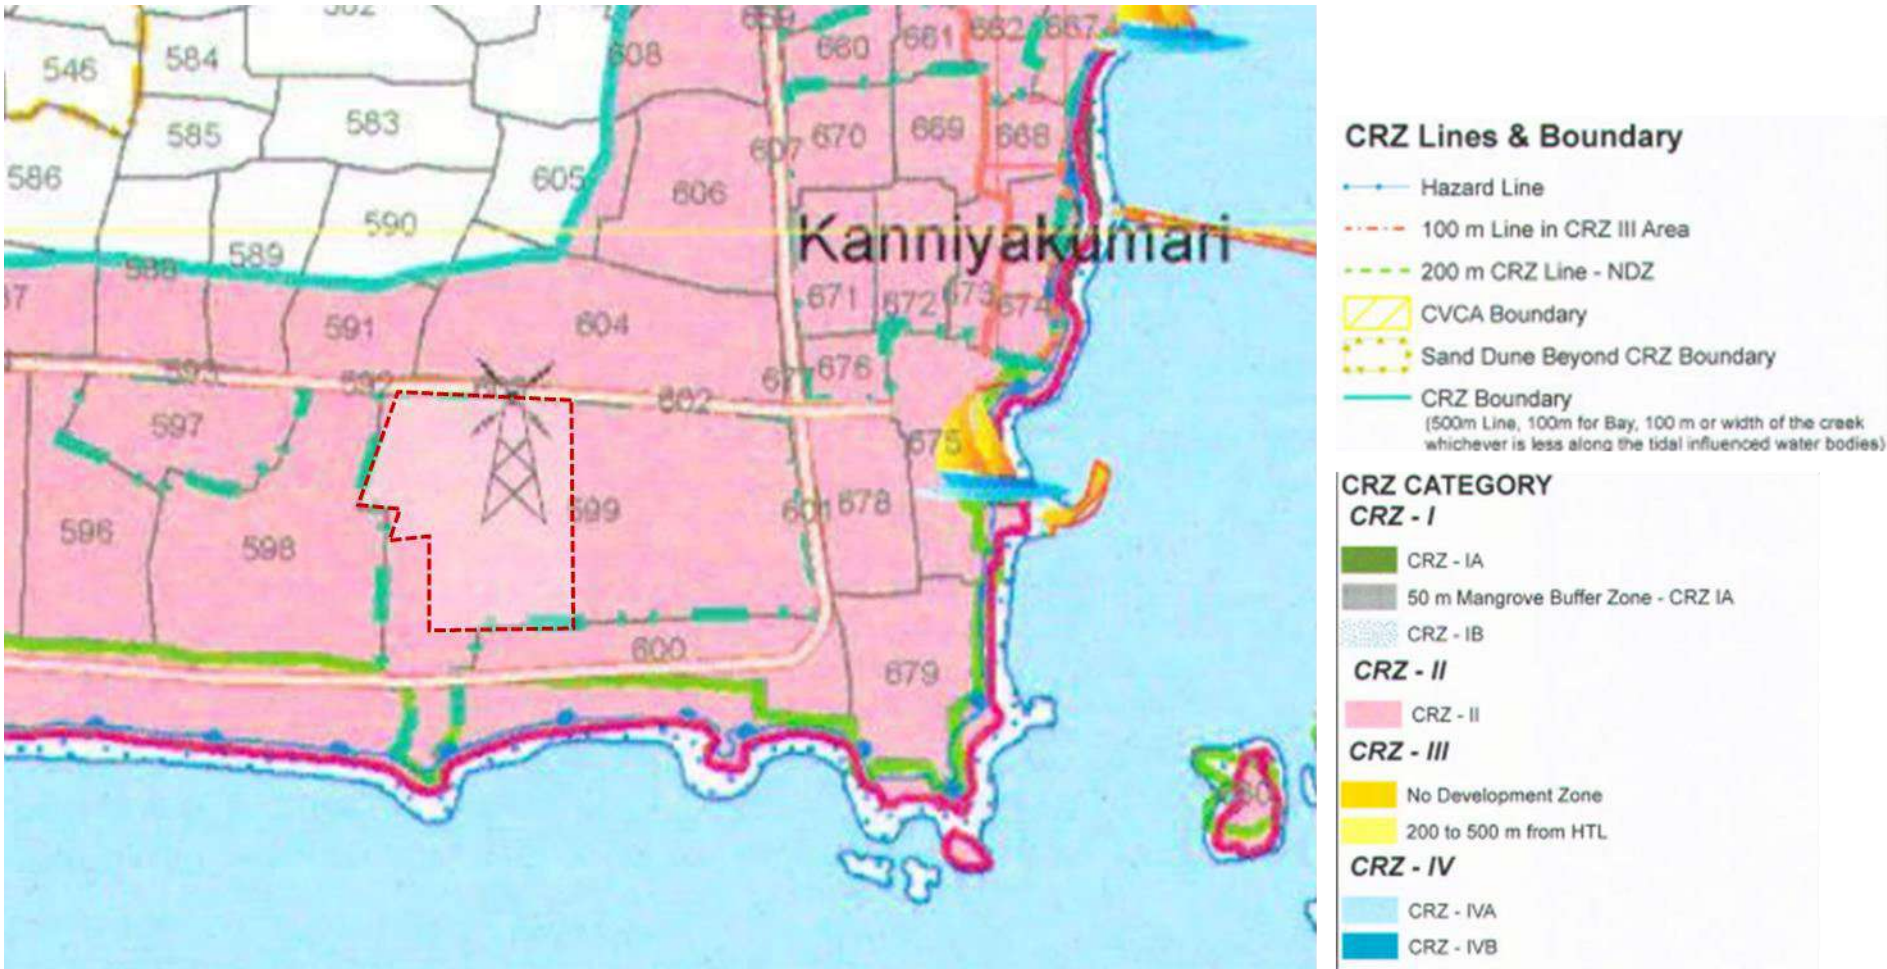 608
660
661
662
667
546
584
585
583
670
669
668
607
586
605
606
590
589
588
Kanniyakumari
671
672
673
674
591
604
676
593
592
602
597
675
599
601
678
596
598
600
679
CRZ Lines & Boundary
Hazard Line
100 m Line in CRZ III Area
200 m CRZ Line - NDZ
CVCA Boundary
Sand Dune Beyond CRZ Boundary
CRZ Boundary
(500m Line, 100m for Bay, 100 m or width of the creek
whichever is less along the tidal influenced water bodies)
CRZ CATEGORY
CRZ - I
CRZ - IA
50 m Mangrove Buffer Zone - CRZ IA
CRZ - IB
CRZ - II
CRZ - II
CRZ - III
No Development Zone
200 to 500 m from HTL
CRZ - IV
CRZ - IVA
CRZ - IVB